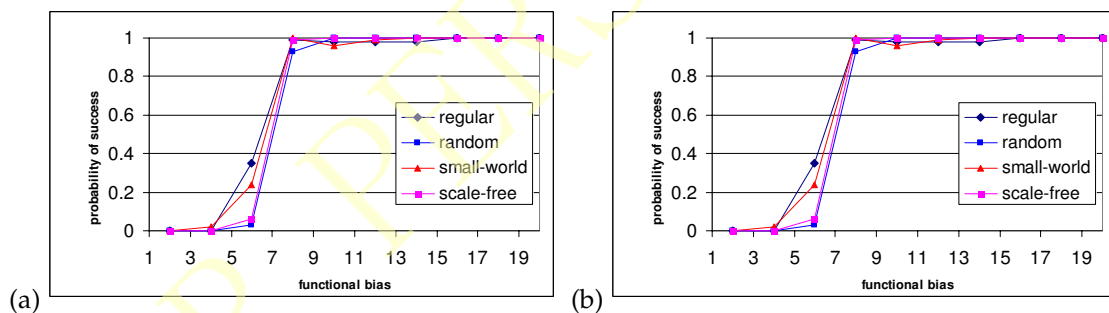 1
0.8
0.6
0.4
0.2
0
probability of success
regular
random
small-world
scale-free
1 3 5 7 9 11 13 15 17 19
functional bias
(a)
1
0.8
0.6
0.4
0.2
0
probability of success
regular
random
small-world
scale-free
1 3 5 7 9 11 13 15 17 19
functional bias
(b)